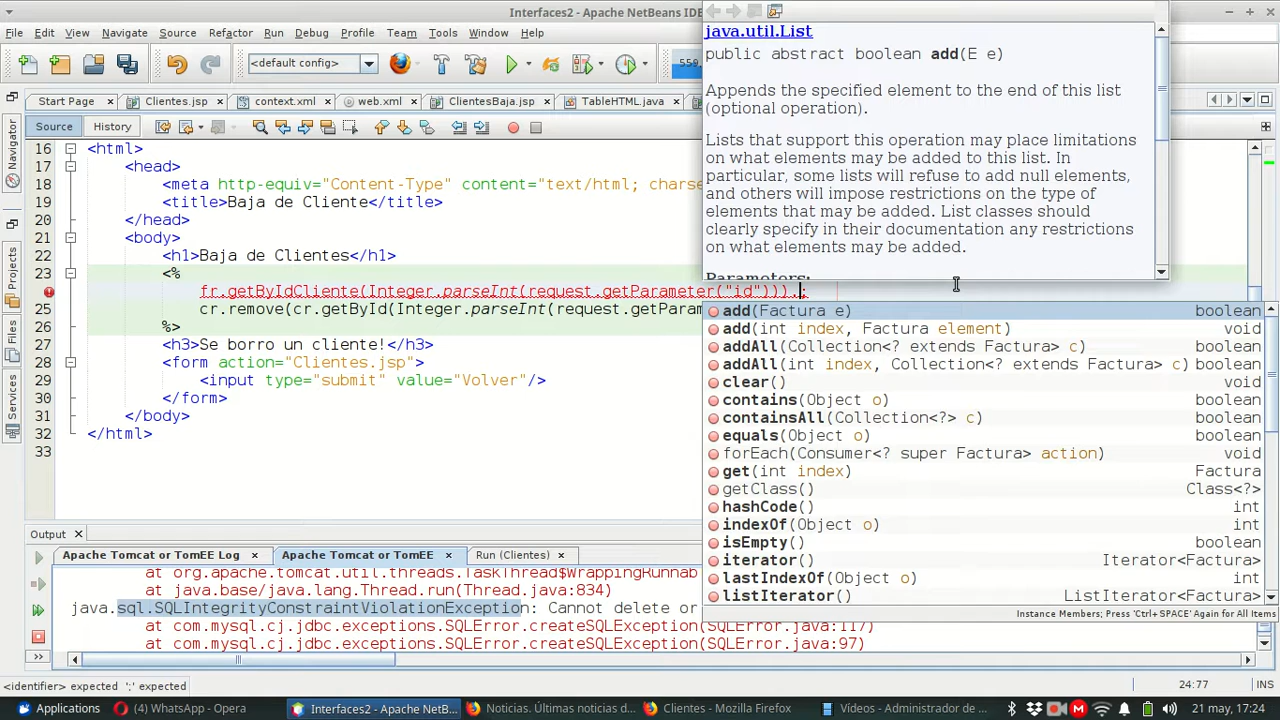 Interfaces2 - Apache NetBeans IDE
File Edit View Navigate Source Refactor Run Debug Profile Team Tools Window Help
<default config>
Start Page Clientes.jsp context.xml web.xml ClientesBaja.jsp TableHTML.java
Source History
Navigator
Projects
Files
Services
16 <html>
17 <head>
18 <meta http-equiv="Content-Type" content="text/html; charse
19 <title>Baja de Cliente</title>
20 </head>
21 <body>
22 <h1>Baja de Clientes</h1>
23 <%
fr.getByIdCliente(Integer.parseInt(request.getParameter("id"))).;
25 cr.remove(cr.getById(Integer.parseInt(request.getParam
26 %>
27 <h3>Se borro un cliente!</h3>
28 <form action="Clientes.jsp">
29 <input type="submit" value="Volver"/>
30 </form>
31 </body>
32 </html>
33
java.util.List
public abstract boolean add(E e)
Appends the specified element to the end of this list
(optional operation).
Lists that support this operation may place limitations
on what elements may be added to this list. In
particular, some lists will refuse to add null elements,
and others will impose restrictions on the type of
elements that may be added. List classes should
clearly specify in their documentation any restrictions
on what elements may be added.
Parameters:
add(Factura e) boolean
add(int index, Factura element) void
addAll(Collection<? extends Factura> c) boolean
addAll(int index, Collection<? extends Factura> c) boolean
clear() void
contains(Object o) boolean
containsAll(Collection<?> c) boolean
equals(Object o) boolean
forEach(Consumer<? super Factura> action) void
get(int index) Factura
getClass() Class<?>
hashCode() int
indexOf(Object o) int
isEmpty() boolean
iterator() Iterator<Factura>
lastIndexOf(Object o) int
listIterator() ListIterator<Factura>
Instance Members; Press 'Ctrl+SPACE' Again for All Items
Output
Apache Tomcat or TomEE Log Apache Tomcat or TomEE Run (Clientes)
at org.apache.tomcat.util.threads.TaskThread$WrappingRunnab
at java.base/java.lang.Thread.run(Thread.java:834)
java.sql.SQLIntegrityConstraintViolationException: Cannot delete or
at com.mysql.cj.jdbc.exceptions.SQLError.createSQLException(SQLError.java:117)
at com.mysql.cj.jdbc.exceptions.SQLError.createSQLException(SQLError.java:97)
<identifier> expected ';' expected 24:77 INS
Applications (4) WhatsApp - Opera Interfaces2 - Apache NetB... Noticias. Últimas noticias d... Clientes - Mozilla Firefox Vídeos - Administrador de ... 21 may, 17:24